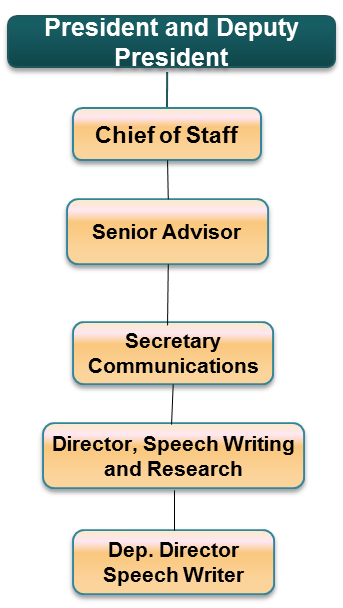 President and Deputy
President
Chief of Staff
Senior Advisor
Secretary
Communications
Director, Speech Writing
and Research
Dep. Director
Speech Writer